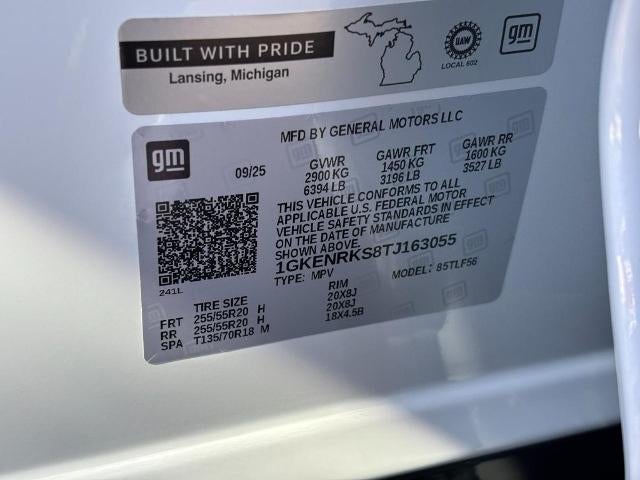 BUILT WITH PRIDE
Lansing, Michigan
UAW
LOCAL 602
gm
MFD BY GENERAL MOTORS LLC
gm
09/25
GVWR
2900 KG
6394 LB
GAWR FRT
1450 KG
3196 LB
GAWR RR
1600 KG
3527 LB
THIS VEHICLE CONFORMS TO ALL
APPLICABLE U.S. FEDERAL MOTOR
VEHICLE SAFETY STANDARDS IN EFFECT
ON THE DATE OF MANUFACTURE
SHOWN ABOVE.
1GKENRKS8TJ163055
TYPE: MPV MODEL: 85TLF56
241L
TIRE SIZE RIM
FRT 255/55R20 H 20X8J
RR 255/55R20 H 20X8J
SPA T135/70R18 M 18X4.5B